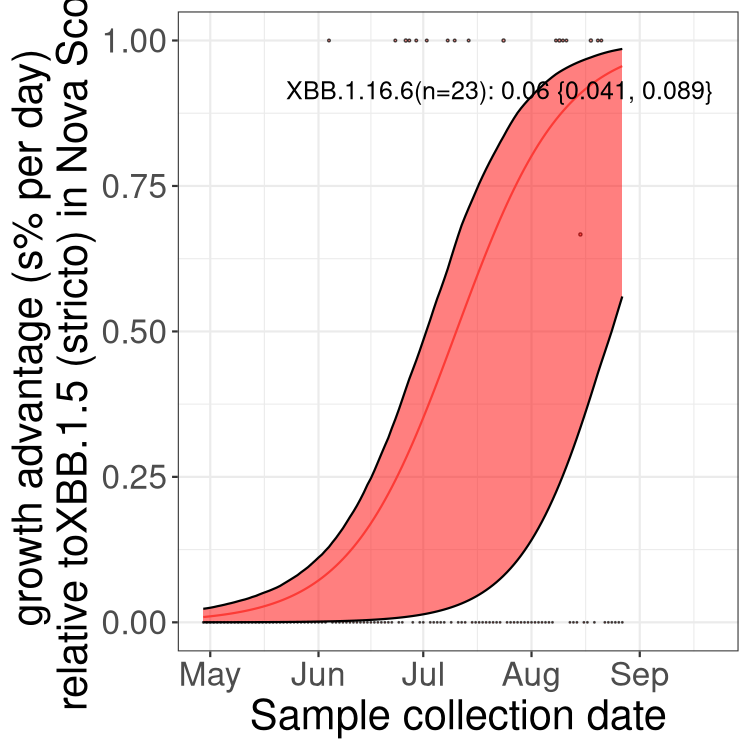 growth advantage (s% per day)
relative toXBB.1.5 (stricto) in Nova Sco
1.00
0.75
0.50
0.25
0.00
XBB.1.16.6(n=23): 0.06 {0.041, 0.089}
May Jun Jul Aug Sep
Sample collection date